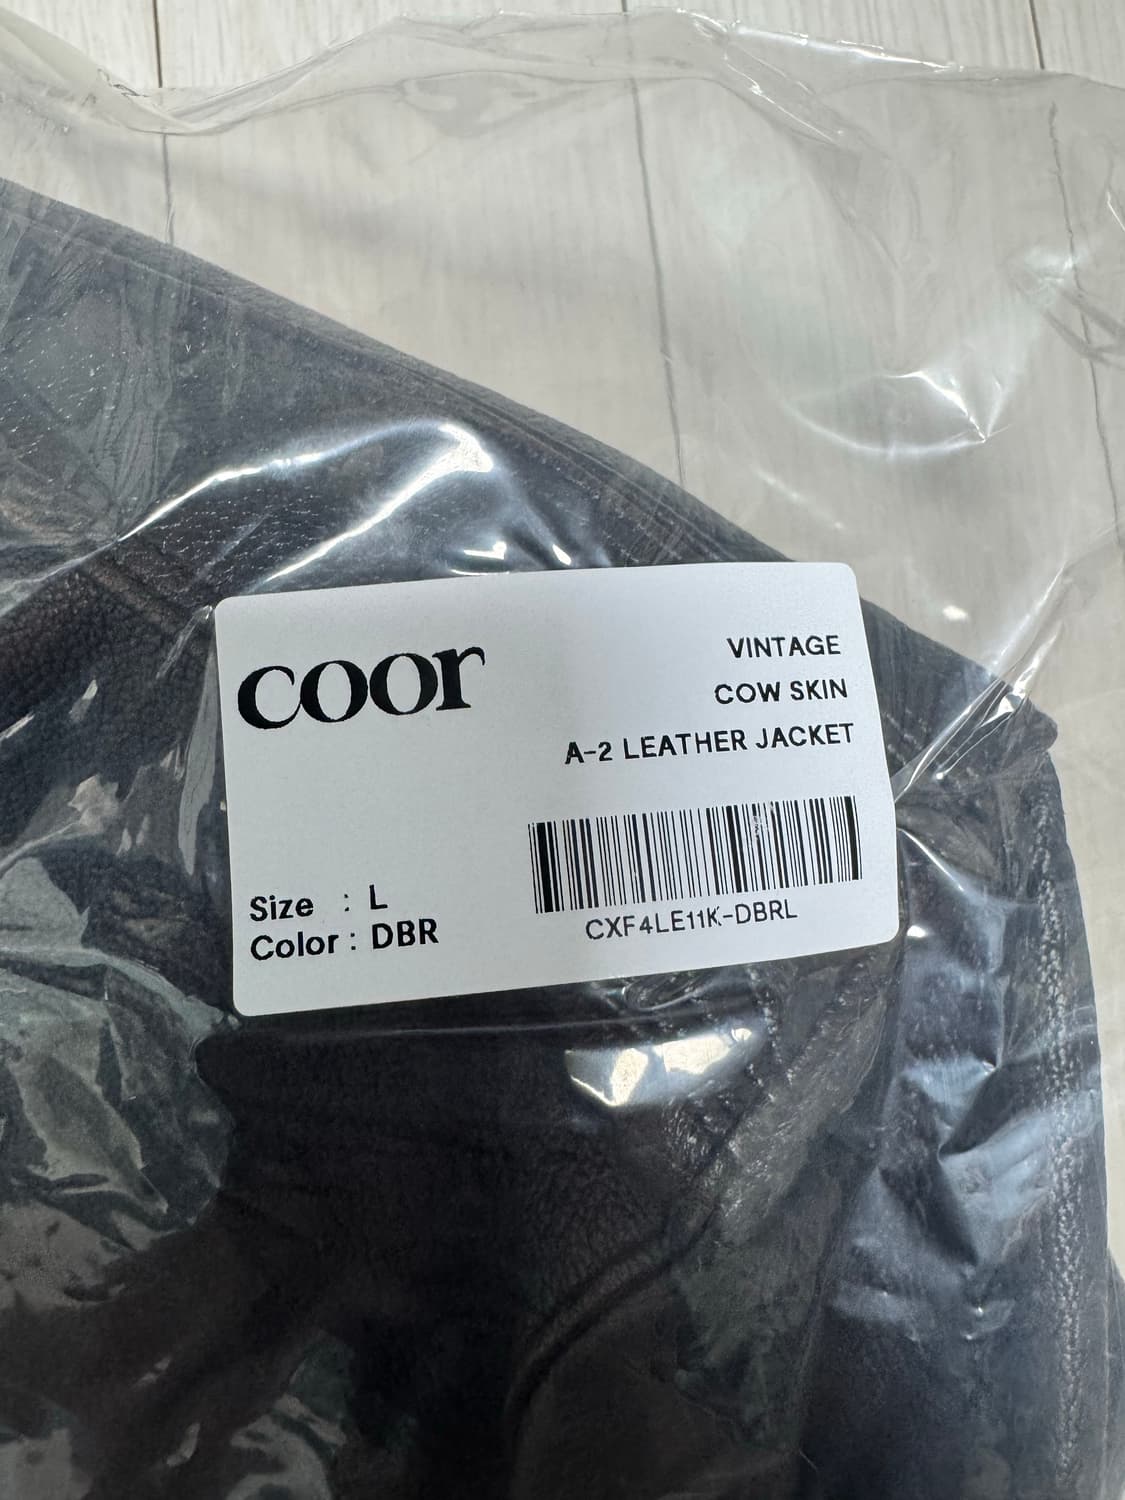 coor
VINTAGE
COW SKIN
A-2 LEATHER JACKET
Size : L
Color : DBR
CXF4LE11K-DBRL